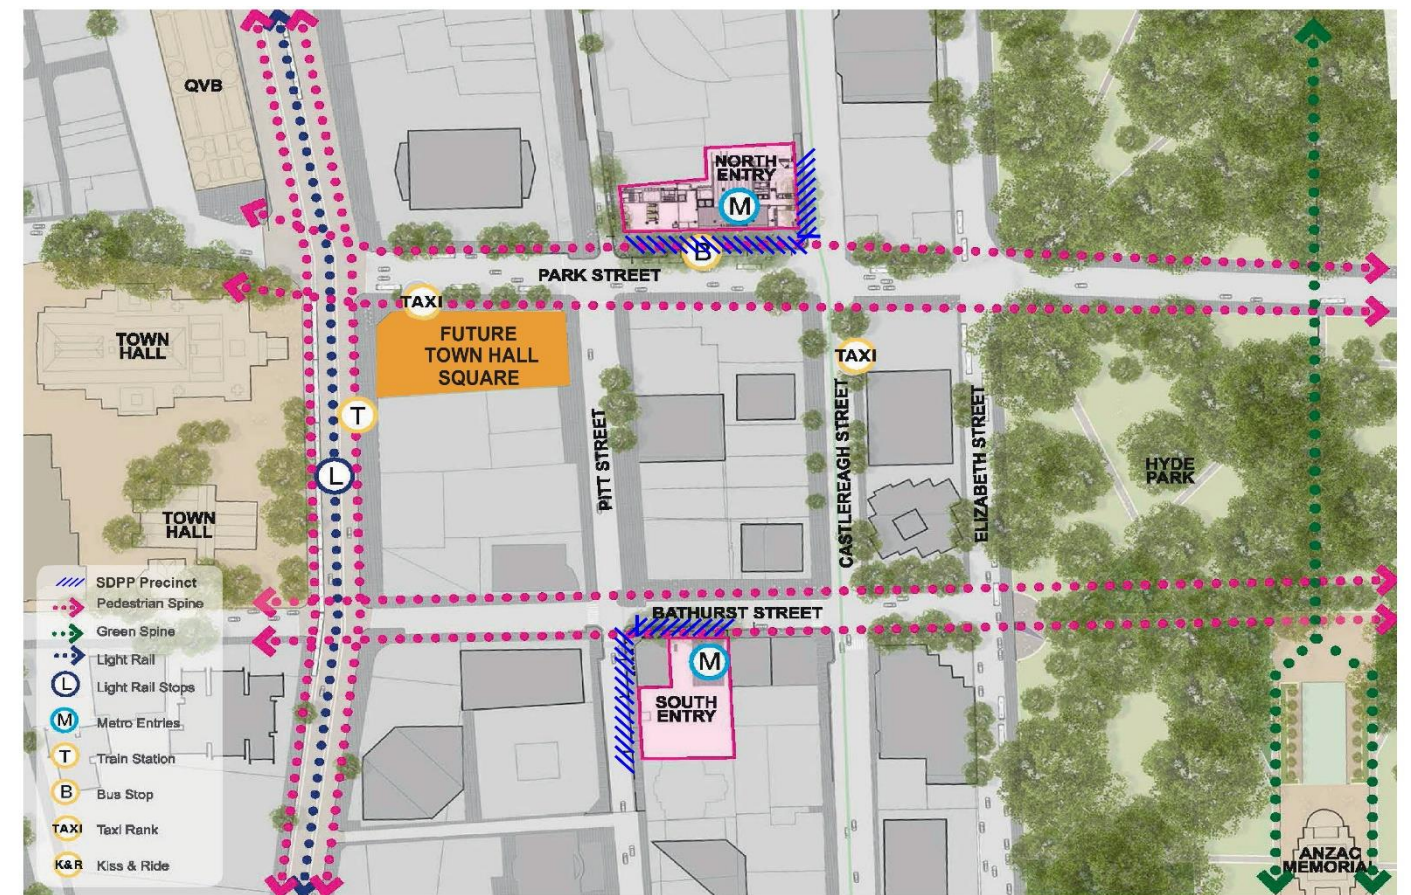 QVB
NORTH
ENTRY
M
B
PARK STREET
TAXI
FUTURE
TOWN HALL
SQUARE
TOWN
HALL
TAXI
T
L
PITT STREET
CASTLEREAGH STREET
ELIZABETH STREET
HYDE
PARK
TOWN
HALL
BATHURST STREET
M
SOUTH
ENTRY
SDPP Precinct
Pedestrian Spine
Green Spine
Light Rail
L Light Rail Stops
M Metro Entries
T Train Station
B Bus Stop
TAXI Taxi Rank
K&R Kiss & Ride
ANZAC
MEMORIAL